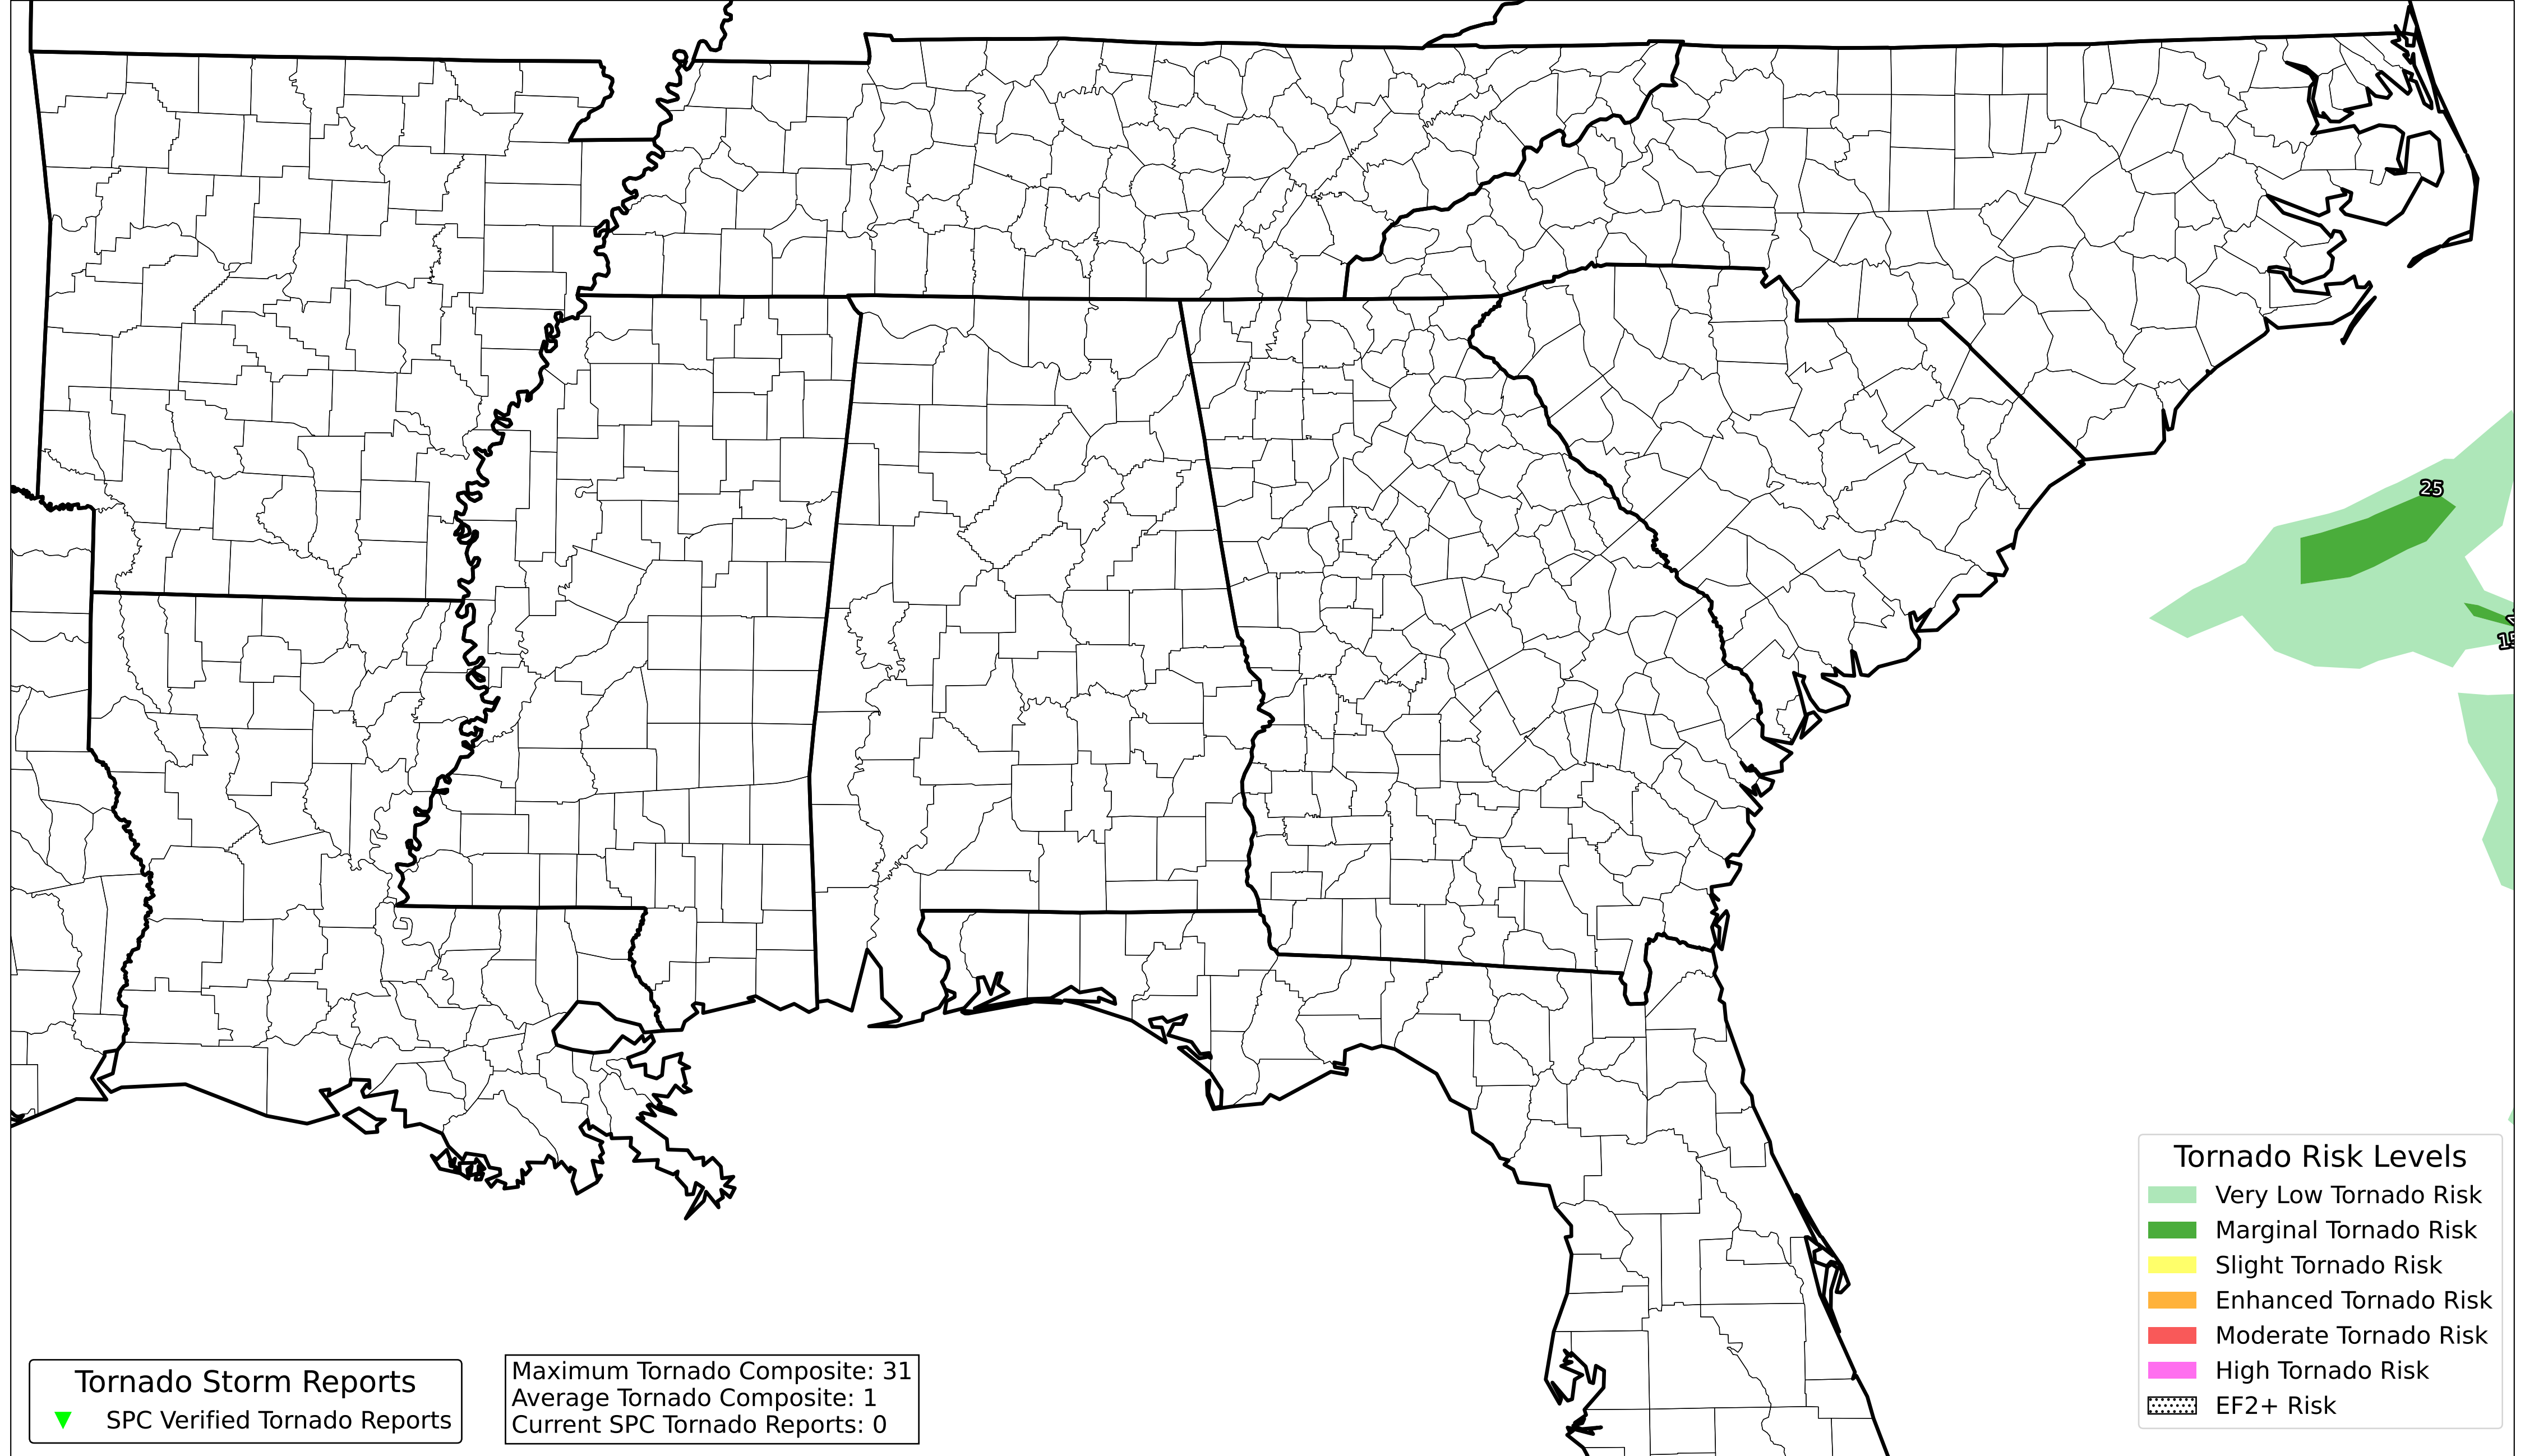 25
15
Tornado Risk Levels
Very Low Tornado Risk
Marginal Tornado Risk
Slight Tornado Risk
Enhanced Tornado Risk
Moderate Tornado Risk
High Tornado Risk
EF2+ Risk
Tornado Storm Reports
SPC Verified Tornado Reports
Maximum Tornado Composite: 31
Average Tornado Composite: 1
Current SPC Tornado Reports: 0